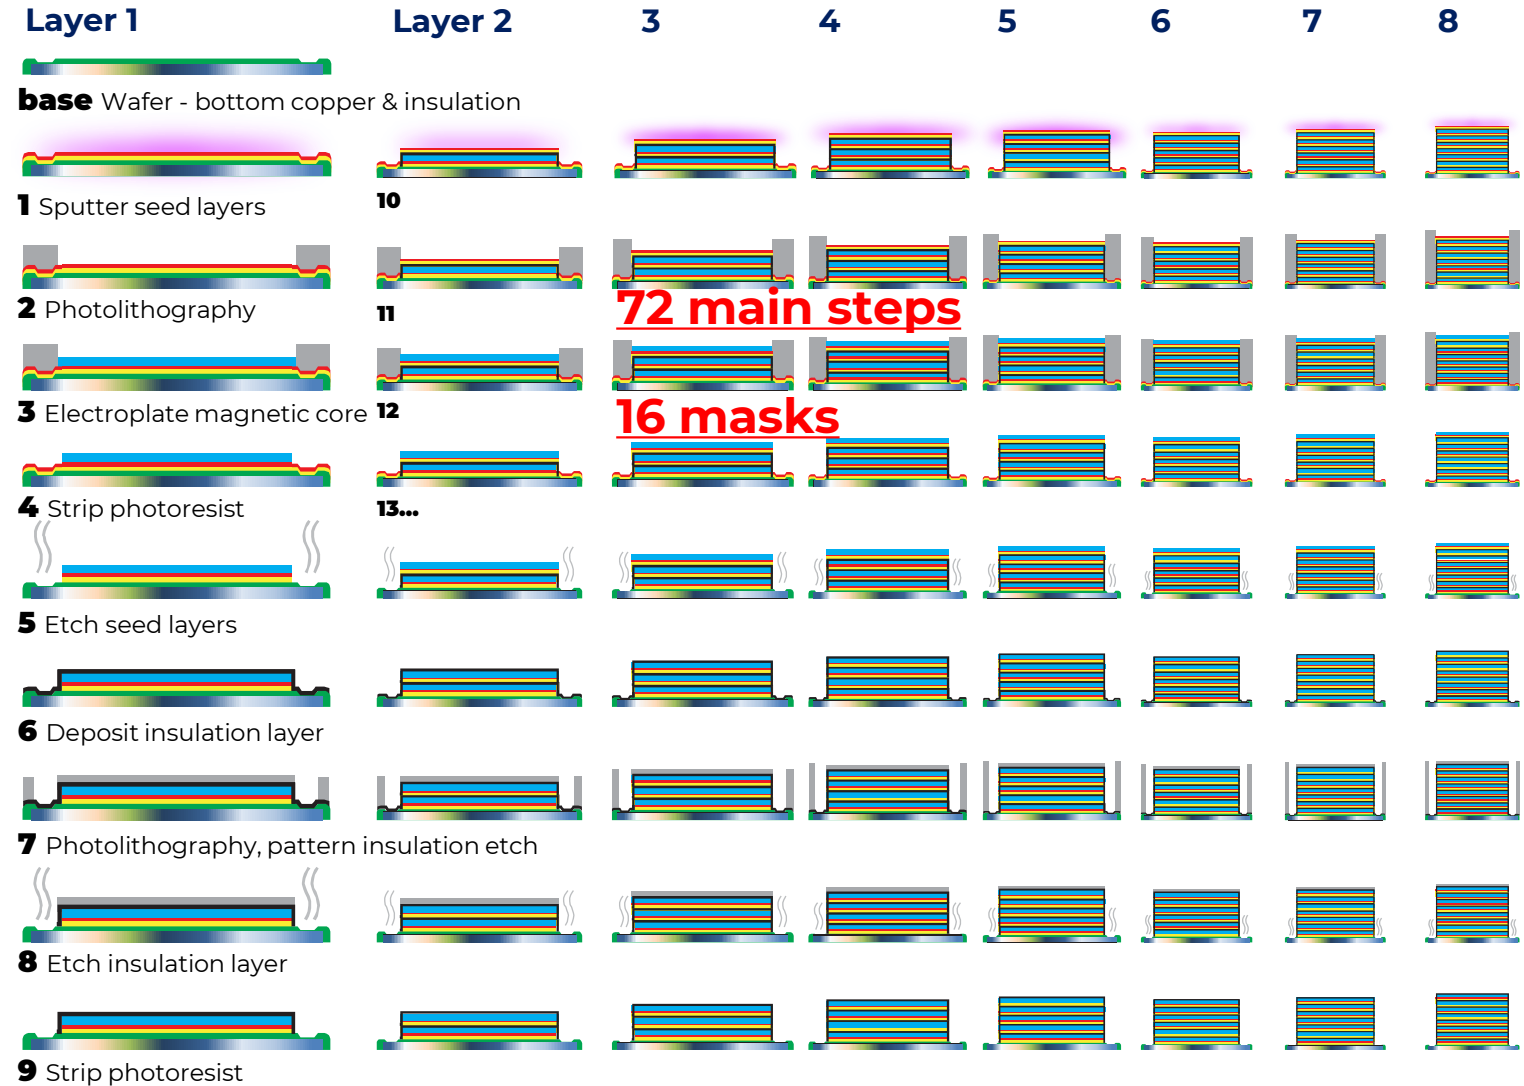 Layer 1 Layer 2 3 4 5 6 7 8
base Wafer - bottom copper & insulation
1 Sputter seed layers 10
2 Photolithography 11
72 main steps
3 Electroplate magnetic core 12
16 masks
4 Strip photoresist 13...
5 Etch seed layers
6 Deposit insulation layer
7 Photolithography, pattern insulation etch
8 Etch insulation layer
9 Strip photoresist